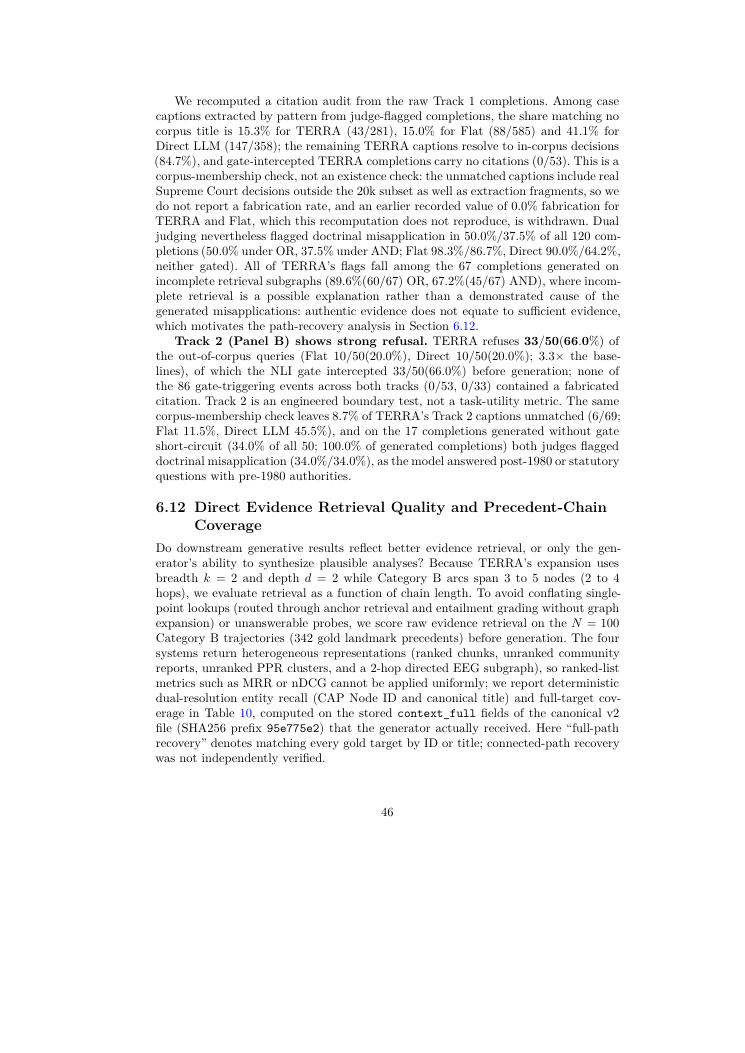 We recomputed a citation audit from the raw Track 1 completions. Among case
captions extracted by pattern from judge-flagged completions, the share matching no
corpus title is 15.3% for TERRA (43/281), 15.0% for Flat (88/585) and 41.1% for
Direct LLM (147/358); the remaining TERRA captions resolve to in-corpus decisions
(84.7%), and gate-intercepted TERRA completions carry no citations (0/53). This is a
corpus-membership check, not an existence check: the unmatched captions include real
Supreme Court decisions outside the 20k subset as well as extraction fragments, so we
do not report a fabrication rate, and an earlier recorded value of 0.0% fabrication for
TERRA and Flat, which this recomputation does not reproduce, is withdrawn. Dual
judging nevertheless flagged doctrinal misapplication in 50.0%/37.5% of all 120 com-
pletions (50.0% under OR, 37.5% under AND; Flat 98.3%/86.7%, Direct 90.0%/64.2%,
neither gated). All of TERRA's flags fall among the 67 completions generated on
incomplete retrieval subgraphs (89.6%(60/67) OR, 67.2%(45/67) AND), where incom-
plete retrieval is a possible explanation rather than a demonstrated cause of the
generated misapplications: authentic evidence does not equate to sufficient evidence,
which motivates the path-recovery analysis in Section 6.12.
Track 2 (Panel B) shows strong refusal. TERRA refuses 33/50(66.0%) of
the out-of-corpus queries (Flat 10/50(20.0%), Direct 10/50(20.0%); 3.3× the base-
lines), of which the NLI gate intercepted 33/50(66.0%) before generation; none of
the 86 gate-triggering events across both tracks (0/53, 0/33) contained a fabricated
citation. Track 2 is an engineered boundary test, not a task-utility metric. The same
corpus-membership check leaves 8.7% of TERRA's Track 2 captions unmatched (6/69;
Flat 11.5%, Direct LLM 45.5%), and on the 17 completions generated without gate
short-circuit (34.0% of all 50; 100.0% of generated completions) both judges flagged
doctrinal misapplication (34.0%/34.0%), as the model answered post-1980 or statutory
questions with pre-1980 authorities.
6.12 Direct Evidence Retrieval Quality and Precedent-Chain
Coverage
Do downstream generative results reflect better evidence retrieval, or only the gen-
erator's ability to synthesize plausible analyses? Because TERRA's expansion uses
breadth k = 2 and depth d = 2 while Category B arcs span 3 to 5 nodes (2 to 4
hops), we evaluate retrieval as a function of chain length. To avoid conflating single-
point lookups (routed through anchor retrieval and entailment grading without graph
expansion) or unanswerable probes, we score raw evidence retrieval on the N = 100
Category B trajectories (342 gold landmark precedents) before generation. The four
systems return heterogeneous representations (ranked chunks, unranked community
reports, unranked PPR clusters, and a 2-hop directed EEG subgraph), so ranked-list
metrics such as MRR or nDCG cannot be applied uniformly; we report deterministic
dual-resolution entity recall (CAP Node ID and canonical title) and full-target cov-
erage in Table 10, computed on the stored context_full fields of the canonical v2
file (SHA256 prefix 95e775e2) that the generator actually received. Here “full-path
recovery” denotes matching every gold target by ID or title; connected-path recovery
was not independently verified.
46